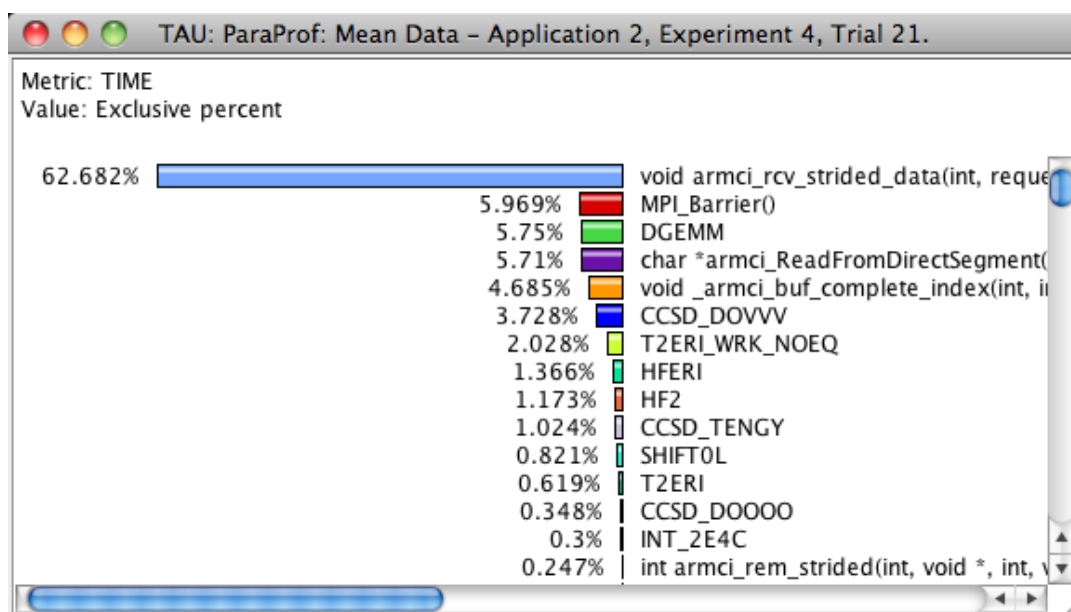 TAU: ParaProf: Mean Data – Application 2, Experiment 4, Trial 21.
Metric: TIME
Value: Exclusive percent
62.682% void armci_rcv_strided_data(int, reque
5.969% MPI_Barrier()
5.75% DGEMM
5.71% char *armci_ReadFromDirectSegment(
4.685% void _armci_buf_complete_index(int, i
3.728% CCSD_DOVVV
2.028% T2ERI_WRK_NOEQ
1.366% HFERI
1.173% HF2
1.024% CCSD_TENGY
0.821% SHIFT0L
0.619% T2ERI
0.348% CCSD_DOOOO
0.3% INT_2E4C
0.247% int armci_rem_strided(int, void *, int, v